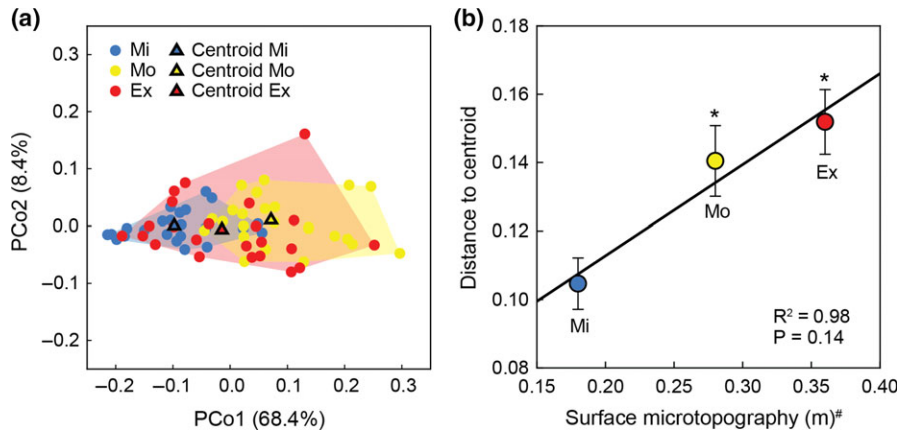 (a)
0.3
0.2
0.1
0.0
−0.1
−0.2
PCo2 (8.4%)
Mi Centroid Mi
Mo Centroid Mo
Ex Centroid Ex
−0.2 −0.1 0.0 0.1 0.2 0.3
PCo1 (68.4%)
(b)
0.18
0.16
0.14
0.12
0.10
0.08
Distance to centroid
*
Ex
*
Mo
Mi
R² = 0.98
P = 0.14
0.15 0.20 0.25 0.30 0.35 0.40
Surface microtopography (m)#